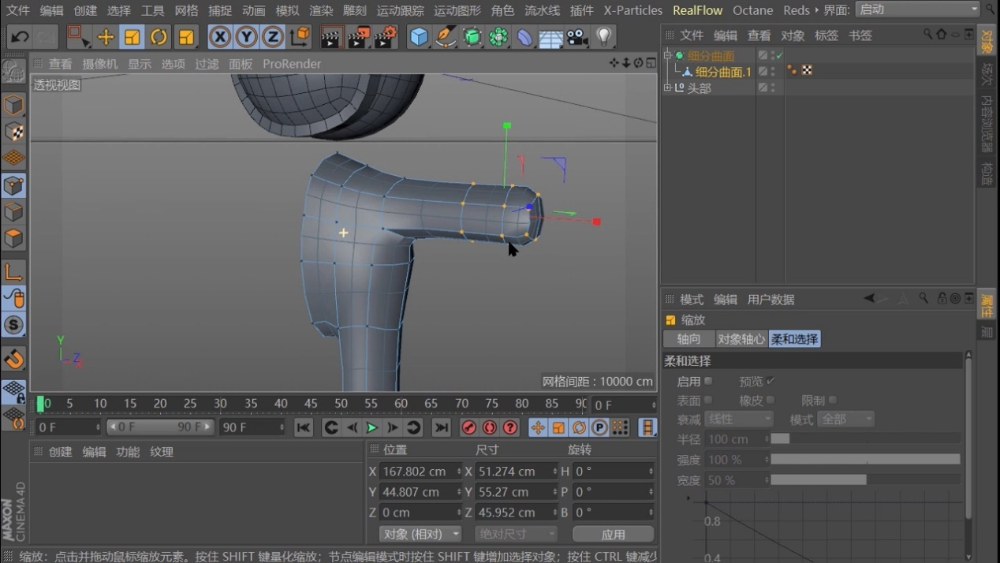 文件 编辑 创建 选择 工具 网格 捕捉 动画 模拟 渲染 雕刻 运动跟踪 运动图形 角色 流水线 插件 X-Particles RealFlow Octane Reds 界面: 启动
X Y Z
文件 编辑 查看 对象 标签 书签
查看 摄像机 显示 选项 过滤 面板 ProRender
透视视图
细分曲面
细分曲面.1
头部
对象
场次
内容浏览器
构造
模式 编辑 用户数据
缩放
轴向 对象轴心 柔和选择
柔和选择
启用 预览
表面 橡皮 限制
衰减 线性 模式 全部
半径 100 cm
强度 100 %
宽度 50 %
0.8
0.4
属性
层
S
Y
Z
网格间距 : 10000 cm
0 5 10 15 20 25 30 35 40 45 50 55 60 65 70 75 80 85 0 F
0 F 0 F 90 F 90 F
P
创建 编辑 功能 纹理
位置 尺寸 旋转
X 167.802 cm X 51.274 cm H 0 °
Y 44.807 cm Y 55.27 cm P 0 °
Z 0 cm Z 45.952 cm B 0 °
对象 (相对) 绝对尺寸 应用
MAXON
CINEMA 4D
缩放: 点击并拖动鼠标缩放元素。按住 SHIFT 键量化缩放; 节点编辑模式时按住 SHIFT 键增加选择对象; 按住 CTRL 键减少